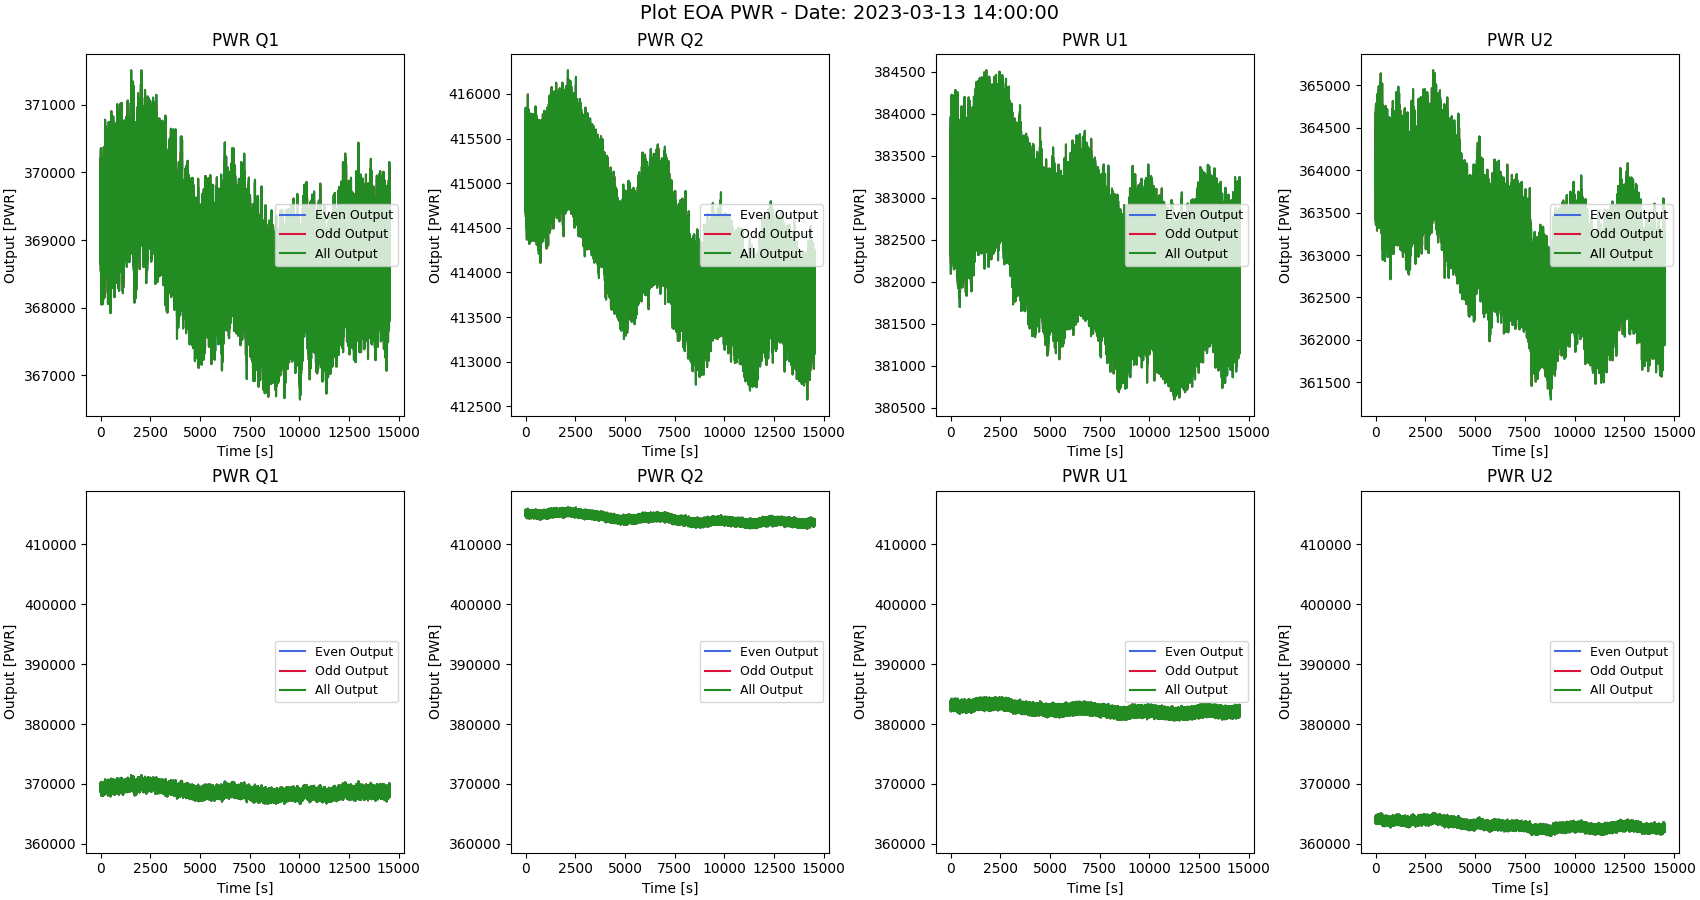 Plot EOA PWR - Date: 2023-03-13 14:00:00
PWR Q1
Output [PWR]
371000
370000
369000
368000
367000
Even Output
Odd Output
All Output
0 2500 5000 7500 10000 12500 15000
Time [s]
PWR Q2
Output [PWR]
416000
415500
415000
414500
414000
413500
413000
412500
Even Output
Odd Output
All Output
0 2500 5000 7500 10000 12500 15000
Time [s]
PWR U1
Output [PWR]
384500
384000
383500
383000
382500
382000
381500
381000
380500
Even Output
Odd Output
All Output
0 2500 5000 7500 10000 12500 15000
Time [s]
PWR U2
Output [PWR]
365000
364500
364000
363500
363000
362500
362000
361500
Even Output
Odd Output
All Output
0 2500 5000 7500 10000 12500 15000
Time [s]
PWR Q1
Output [PWR]
410000
400000
390000
380000
370000
360000
Even Output
Odd Output
All Output
0 2500 5000 7500 10000 12500 15000
Time [s]
PWR Q2
Output [PWR]
410000
400000
390000
380000
370000
360000
Even Output
Odd Output
All Output
0 2500 5000 7500 10000 12500 15000
Time [s]
PWR U1
Output [PWR]
410000
400000
390000
380000
370000
360000
Even Output
Odd Output
All Output
0 2500 5000 7500 10000 12500 15000
Time [s]
PWR U2
Output [PWR]
410000
400000
390000
380000
370000
360000
Even Output
Odd Output
All Output
0 2500 5000 7500 10000 12500 15000
Time [s]